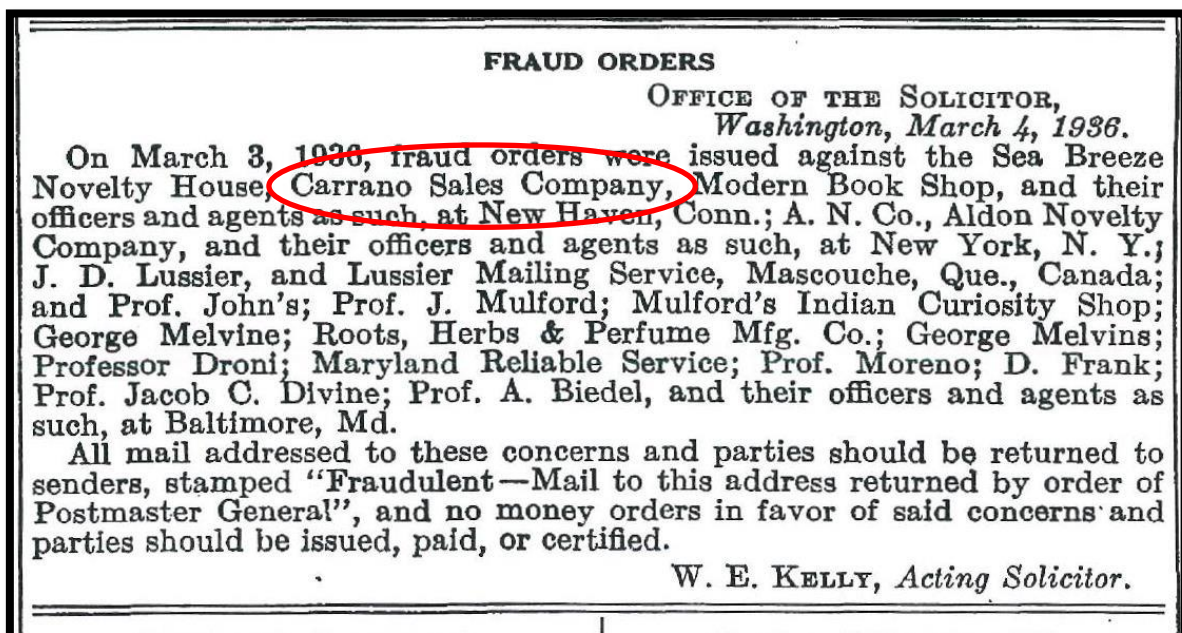 FRAUD ORDERS
OFFICE OF THE SOLICITOR,
Washington, March 4, 1936.
On March 3, 1936, fraud orders were issued against the Sea Breeze
Novelty House, Carrano Sales Company, Modern Book Shop, and their
officers and agents as such, at New Haven, Conn.; A. N. Co., Aldon Novelty
Company, and their officers and agents as such, at New York, N. Y.;
J. D. Lussier, and Lussier Mailing Service, Mascouche, Que., Canada;
and Prof. John's; Prof. J. Mulford; Mulford's Indian Curiosity Shop;
George Melvine; Roots, Herbs & Perfume Mfg. Co.; George Melvins;
Professor Droni; Maryland Reliable Service; Prof. Moreno; D. Frank;
Prof. Jacob C. Divine; Prof. A. Biedel, and their officers and agents as
such, at Baltimore, Md.
All mail addressed to these concerns and parties should be returned to
senders, stamped “Fraudulent—Mail to this address returned by order of
Postmaster General”, and no money orders in favor of said concerns and
parties should be issued, paid, or certified.
W. E. KELLY, Acting Solicitor.